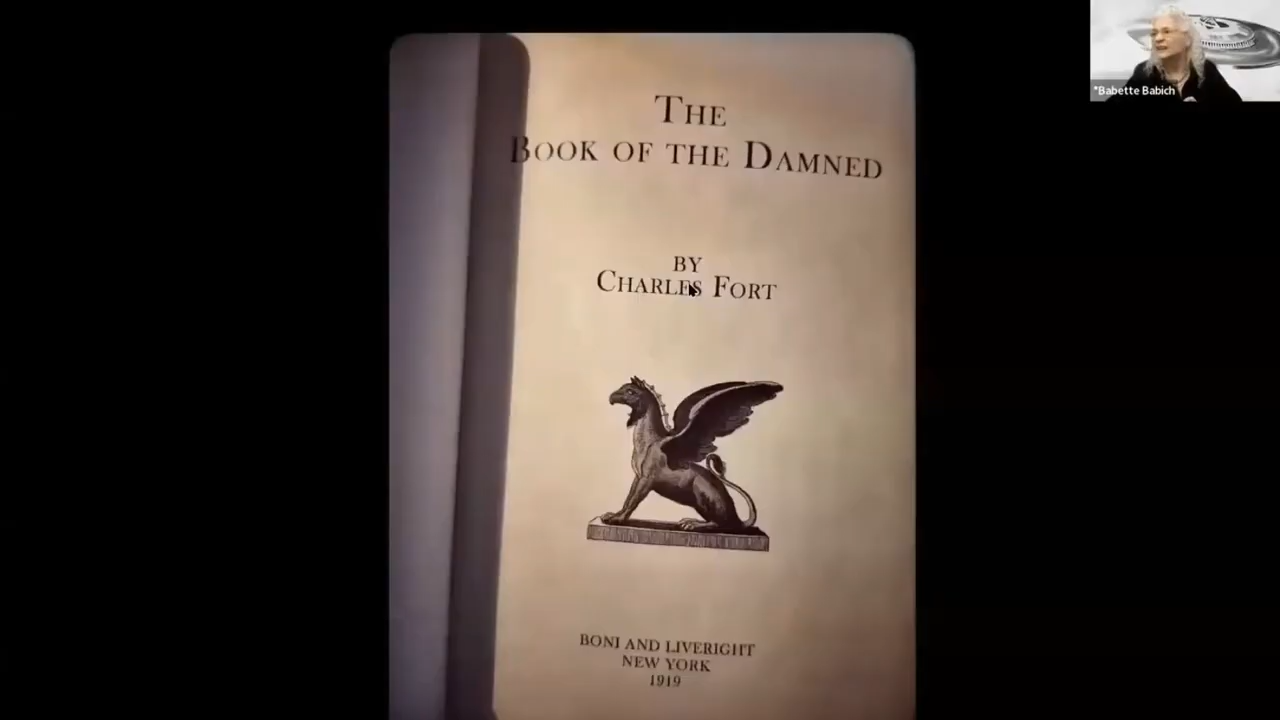 The
Book of the Damned
by
Charles Fort
BONI AND LIVERIGHT
NEW YORK
1919
*Babette Babich